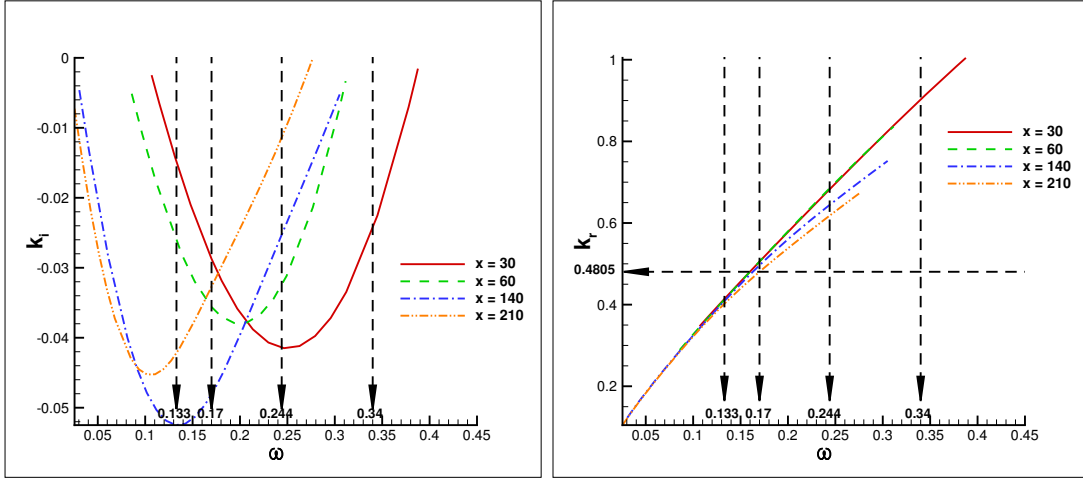 0
-0.01
-0.02
-0.03
-0.04
-0.05
k_i
x = 30
x = 60
x = 140
x = 210
0.133 0.17 0.244 0.34
0.05 0.1 0.15 0.2 0.25 0.3 0.35 0.4 0.45
ω
1
0.8
0.6
0.4805
0.4
0.2
k_r
x = 30
x = 60
x = 140
x = 210
0.133 0.17 0.244 0.34
0.05 0.1 0.15 0.2 0.25 0.3 0.35 0.4 0.45
ω